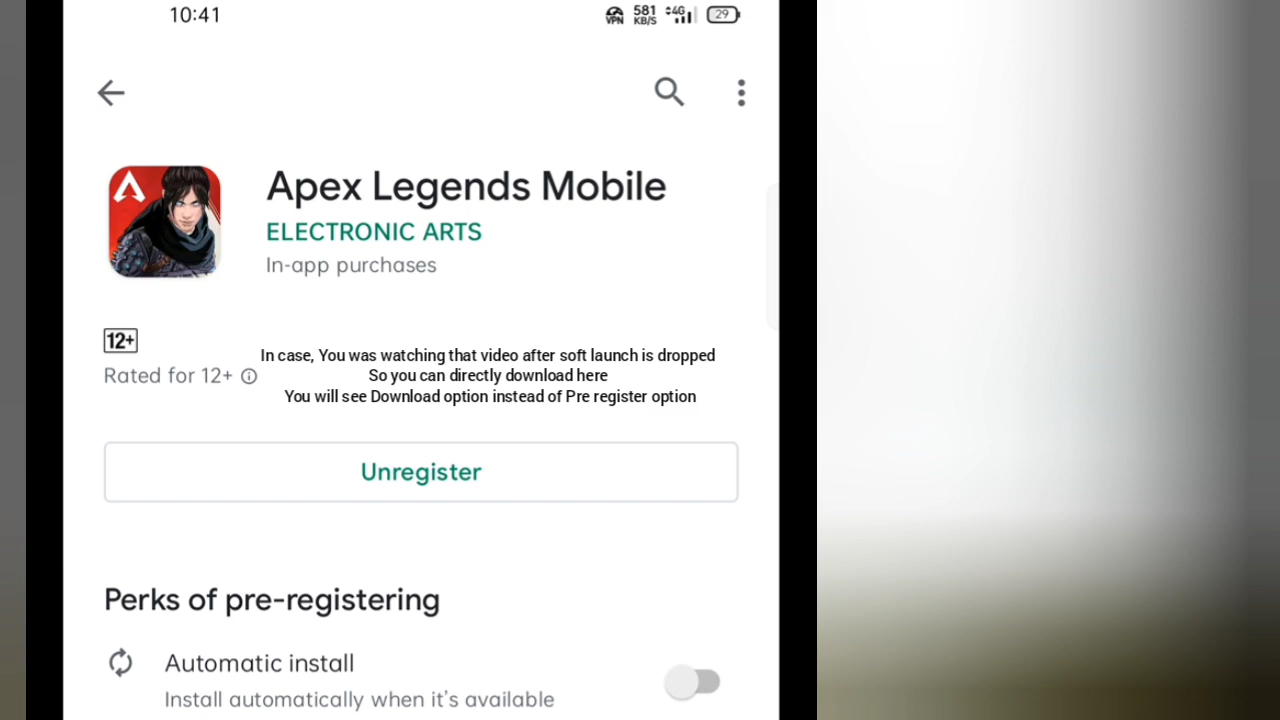 10:41
VPN 581 KB/S 4G 29
Apex Legends Mobile
ELECTRONIC ARTS
In-app purchases
12+
Rated for 12+
In case, You was watching that video after soft launch is dropped
So you can directly download here
You will see Download option instead of Pre register option
Unregister
Perks of pre-registering
Automatic install
Install automatically when it's available